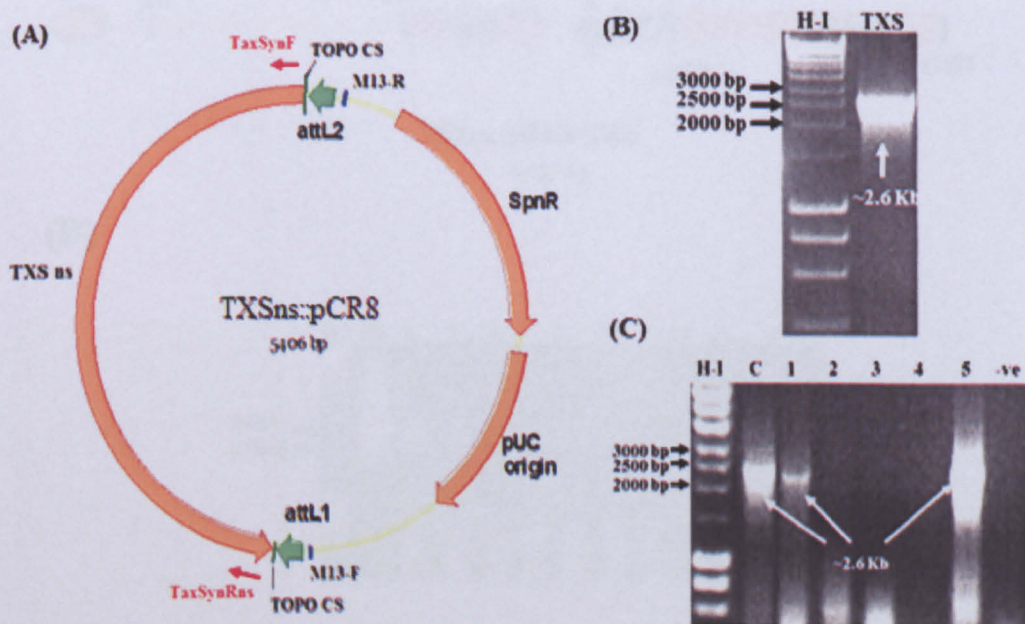 (A)
TaxSynF
TOPO CS
M13-R
attL2
SpnR
TXS ns
TXSns::pCR8
5406 bp
pUC
origin
attL1
M13-F
TaxSynRns
TOPO CS
(B)
H-I TXS
3000 bp
2500 bp
2000 bp
~2.6 Kb
(C)
H-I C 1 2 3 4 5 -ve
3000 bp
2500 bp
2000 bp
~2.6 Kb